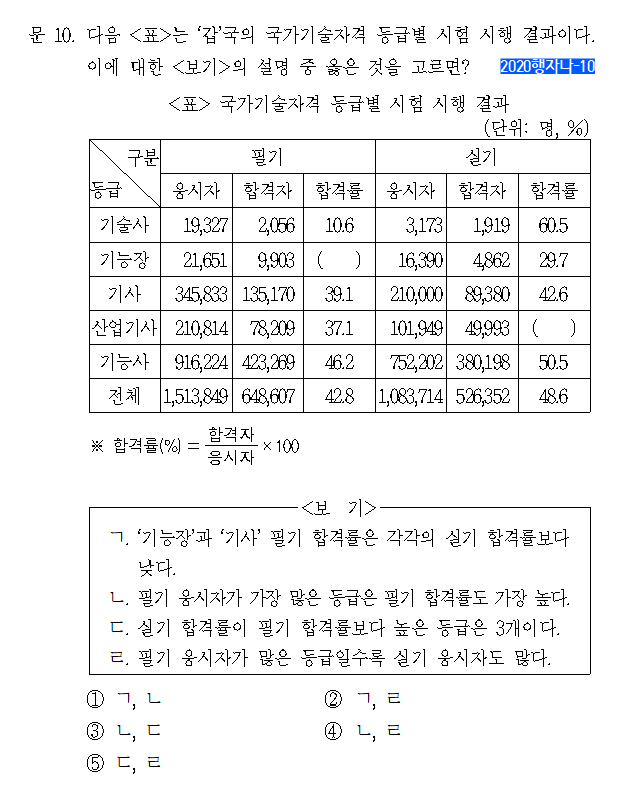 문 10. 다음 <표>는 ‘갑’국의 국가기술자격 등급별 시험 시행 결과이다.
이에 대한 <보기>의 설명 중 옳은 것을 고르면? 2020행자나-10
<표> 국가기술자격 등급별 시험 시행 결과
(단위: 명, %)
구분 필기 실기
등급 응시자 합격자 합격률 응시자 합격자 합격률
기술사 19,327 2,056 10.6 3,173 1,919 60.5
기능장 21,651 9,903 ( ) 16,390 4,862 29.7
기사 345,833 135,170 39.1 210,000 89,380 42.6
산업기사 210,814 78,209 37.1 101,949 49,993 ( )
기능사 916,224 423,269 46.2 752,202 380,198 50.5
전체 1,513,849 648,607 42.8 1,083,714 526,352 48.6
※ 합격률(%) = 합격자/응시자 × 100
<보 기>
ㄱ. ‘기능장’과 ‘기사’ 필기 합격률은 각각의 실기 합격률보다
낮다.
ㄴ. 필기 응시자가 가장 많은 등급은 필기 합격률도 가장 높다.
ㄷ. 실기 합격률이 필기 합격률보다 높은 등급은 3개이다.
ㄹ. 필기 응시자가 많은 등급일수록 실기 응시자도 많다.
① ㄱ, ㄴ ② ㄱ, ㄹ
③ ㄴ, ㄷ ④ ㄴ, ㄹ
⑤ ㄷ, ㄹ